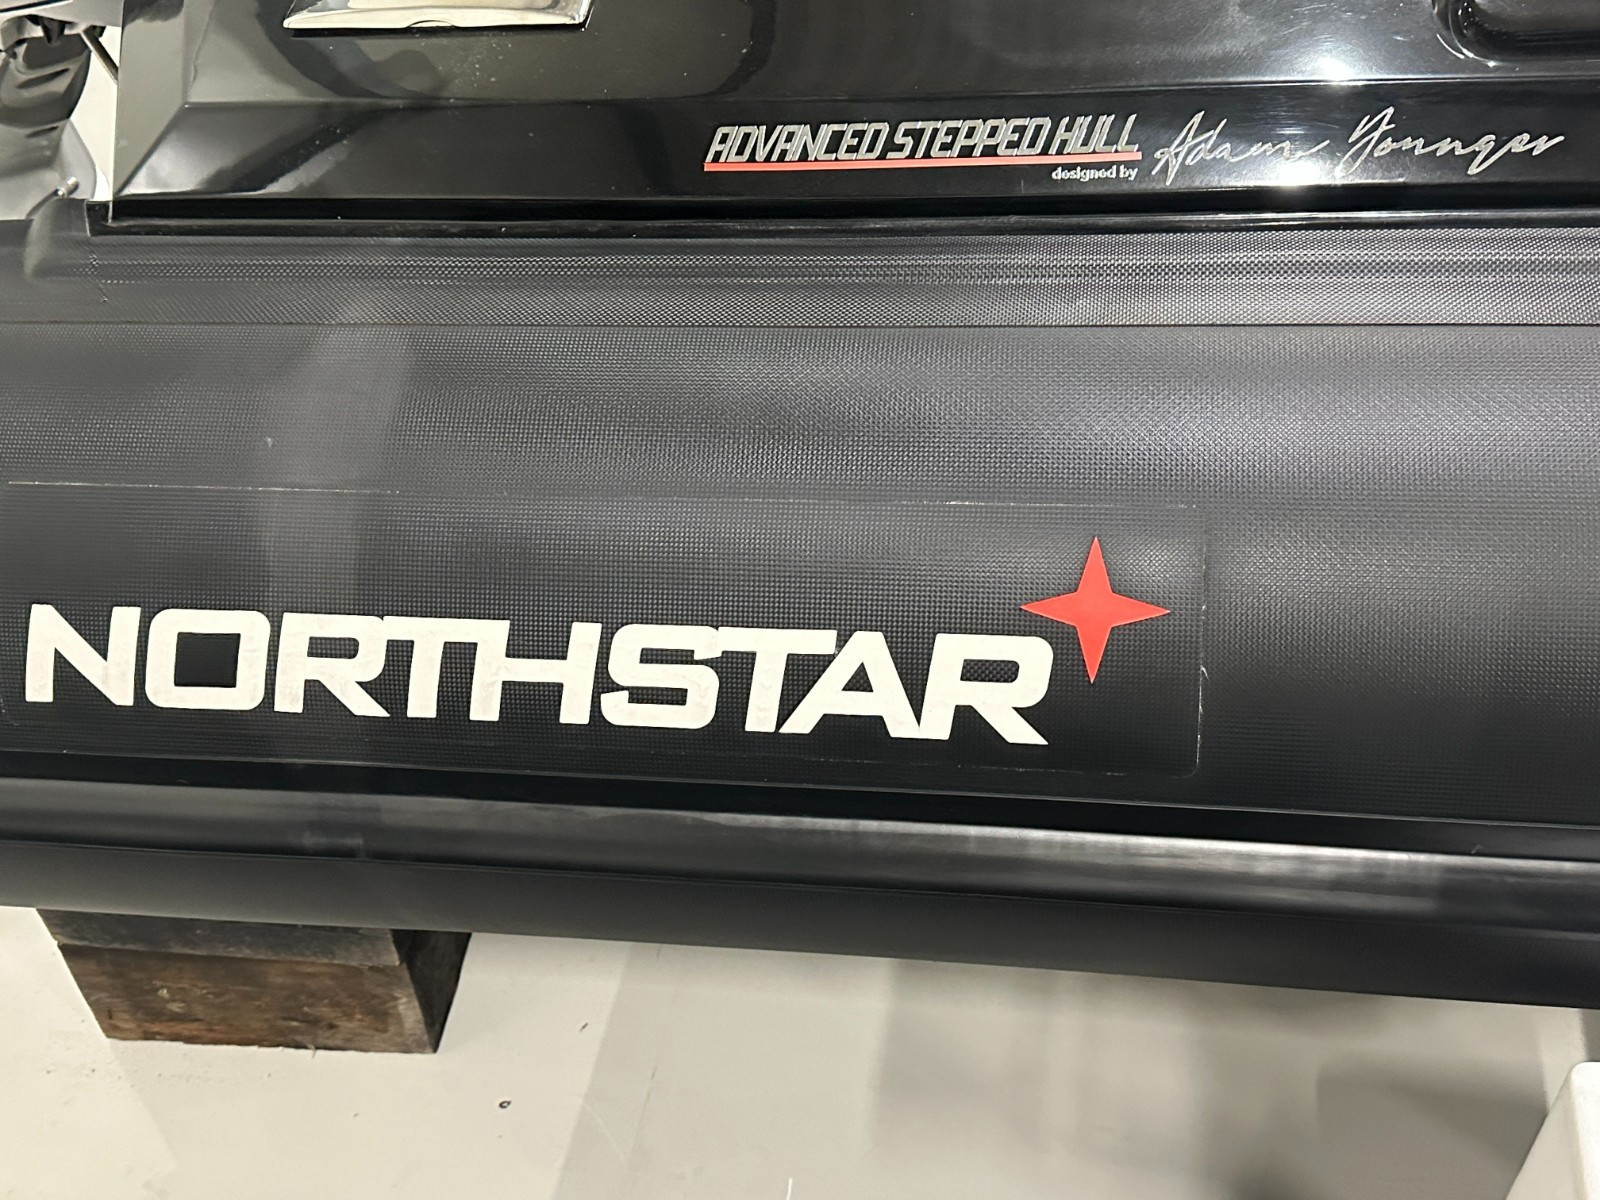 ADVANCED STEPPED HULL
designed by Adam Younger
NORTHSTAR